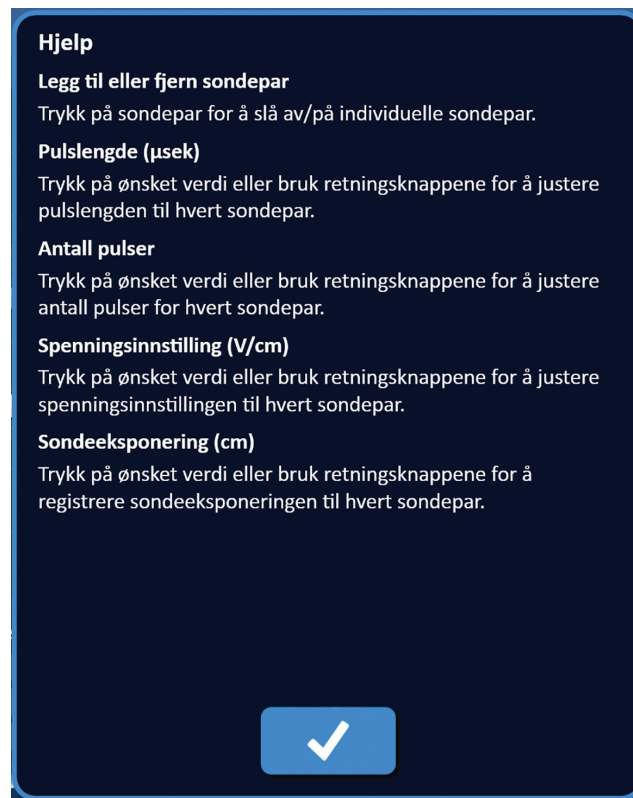 Hjelp
Legg til eller fjern sondepar
Trykk på sondepar for å slå av/på individuelle sondepar.
Pulslengde (µsek)
Trykk på ønsket verdi eller bruk retningsknappene for å justere
pulslengden til hvert sondepar.
Antall pulser
Trykk på ønsket verdi eller bruk retningsknappene for å justere
antall pulser for hvert sondepar.
Spenningsinnstilling (V/cm)
Trykk på ønsket verdi eller bruk retningsknappene for å justere
spenningsinnstillingen til hvert sondepar.
Sondeeksponering (cm)
Trykk på ønsket verdi eller bruk retningsknappene for å
registrere sondeeksponeringen til hvert sondepar.